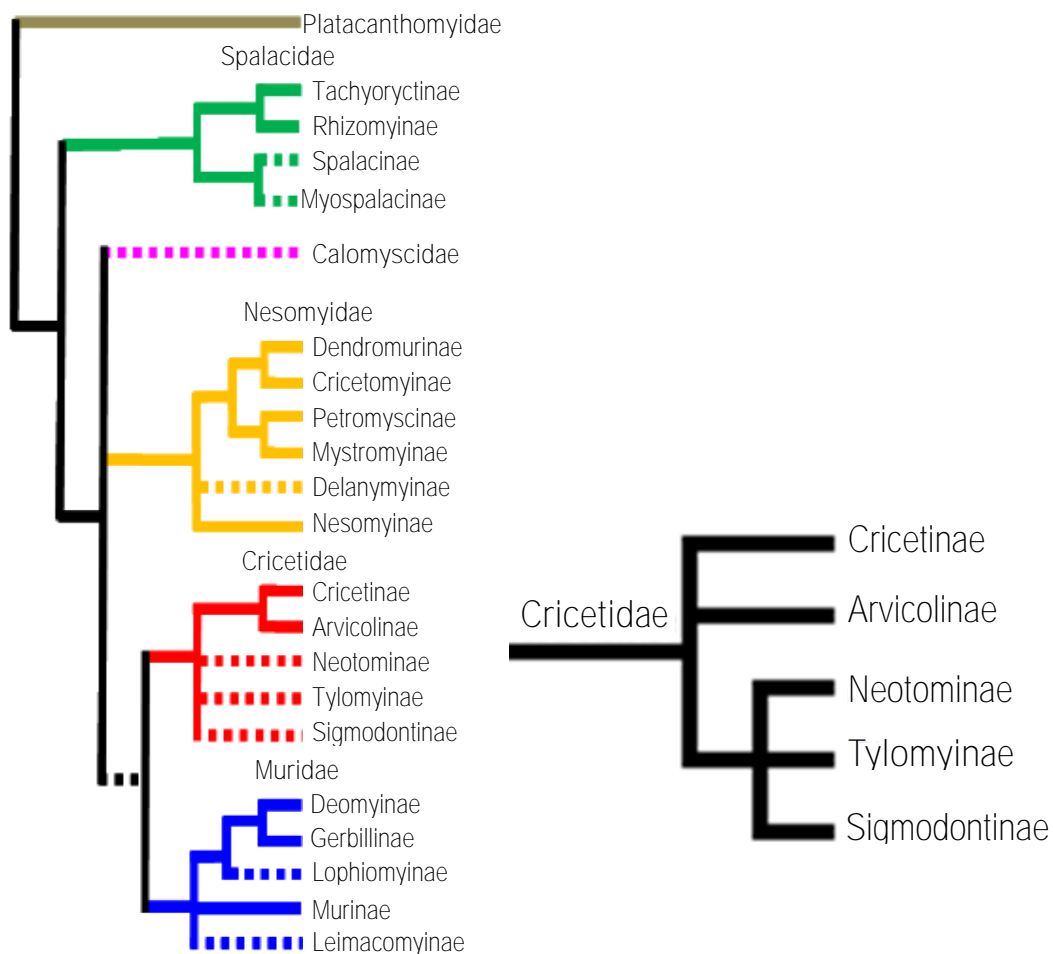 Platacanthomyidae
Spalacidae
Tachyoryctinae
Rhizomyinae
Spalacinae
Myospalacinae
Calomyscidae
Nesomyidae
Dendromurinae
Cricetomyinae
Petromyscinae
Mystromyinae
Delanymyinae
Nesomyinae
Cricetidae
Cricetinae
Arvicolinae
Neotominae
Tylomyinae
Sigmodontinae
Muridae
Deomyinae
Gerbillinae
Lophiomyinae
Murinae
Leimacomyinae
Cricetidae
Cricetinae
Arvicolinae
Neotominae
Tylomyinae
Sigmodontinae